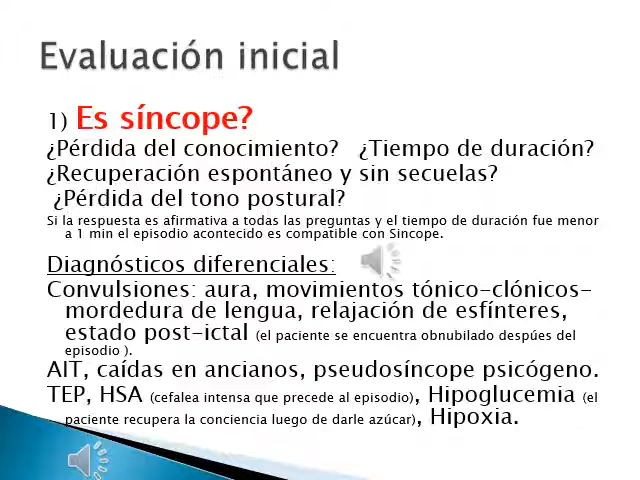 Evaluación inicial
1) Es síncope?
¿Pérdida del conocimiento? ¿Tiempo de duración?
¿Recuperación espontáneo y sin secuelas?
¿Pérdida del tono postural?
Si la respuesta es afirmativa a todas las preguntas y el tiempo de duración fue menor
a 1 min el episodio acontecido es compatible con Sincope.
Diagnósticos diferenciales:
Convulsiones: aura, movimientos tónico-clónicos-
mordedura de lengua, relajación de esfínteres,
estado post-ictal (el paciente se encuentra obnubilado despúes del
episodio ).
AIT, caídas en ancianos, pseudosíncope psicógeno.
TEP, HSA (cefalea intensa que precede al episodio), Hipoglucemia (el
paciente recupera la conciencia luego de darle azúcar), Hipoxia.